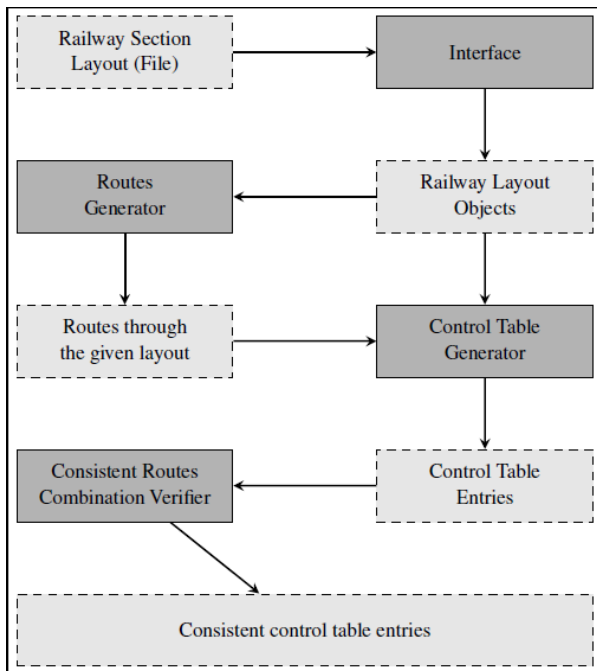 Railway Section
Layout (File)
Interface
Routes
Generator
Railway Layout
Objects
Routes through
the given layout
Control Table
Generator
Consistent Routes
Combination Verifier
Control Table
Entries
Consistent control table entries